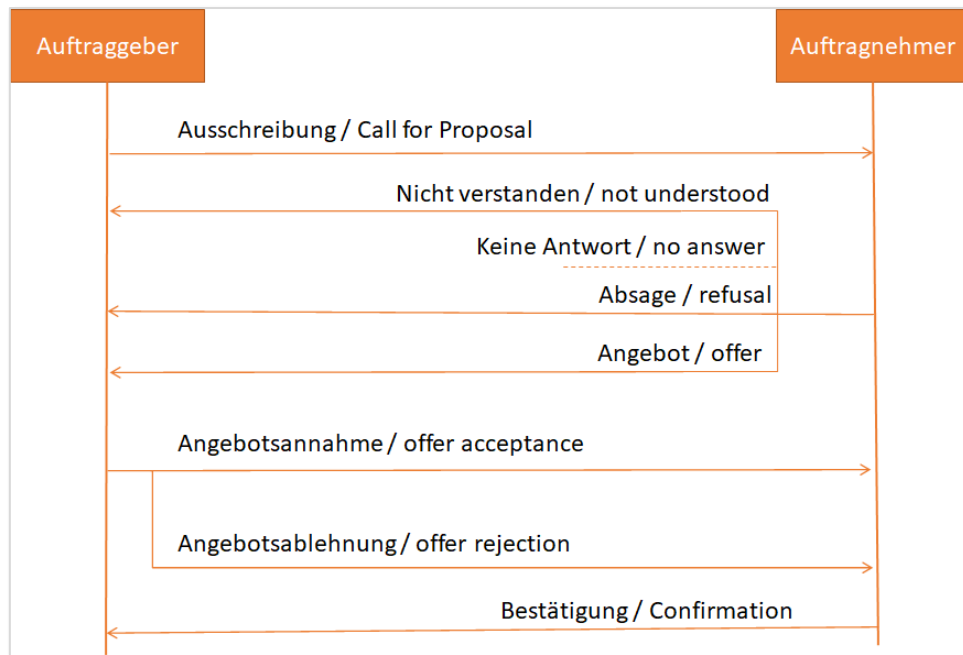 Auftraggeber
Auftragnehmer
Ausschreibung / Call for Proposal
Nicht verstanden / not understood
Keine Antwort / no answer
Absage / refusal
Angebot / offer
Angebotsannahme / offer acceptance
Angebotsablehnung / offer rejection
Bestätigung / Confirmation